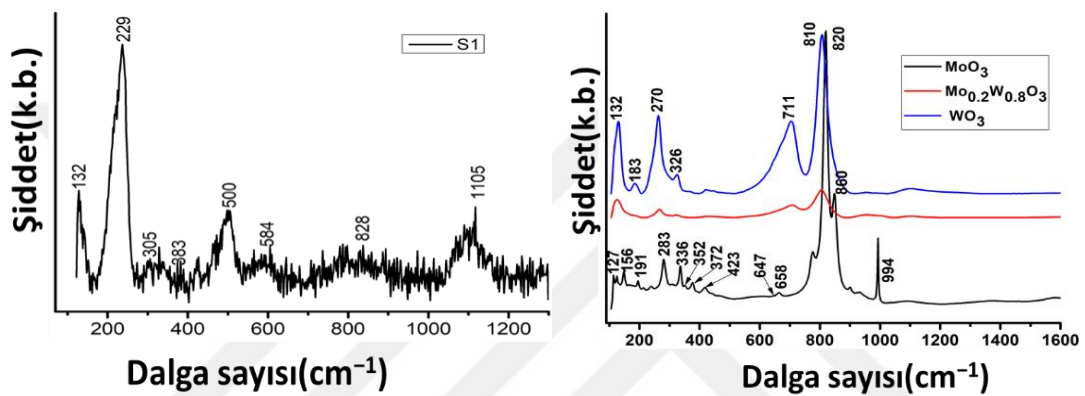 Şiddet(k.b.)
229
132
305
383
500
584
828
1105
S1
200 400 600 800 1000 1200
Dalga sayısı(cm⁻¹)
Şiddet(k.b.)
810 820
MoO₃
Mo₀.₂W₀.₈O₃
WO₃
132
270
183
326
711
860
127
156
191
283
336
352
372
423
647
658
994
200 400 600 800 1000 1200 1400 1600
Dalga sayısı(cm⁻¹)